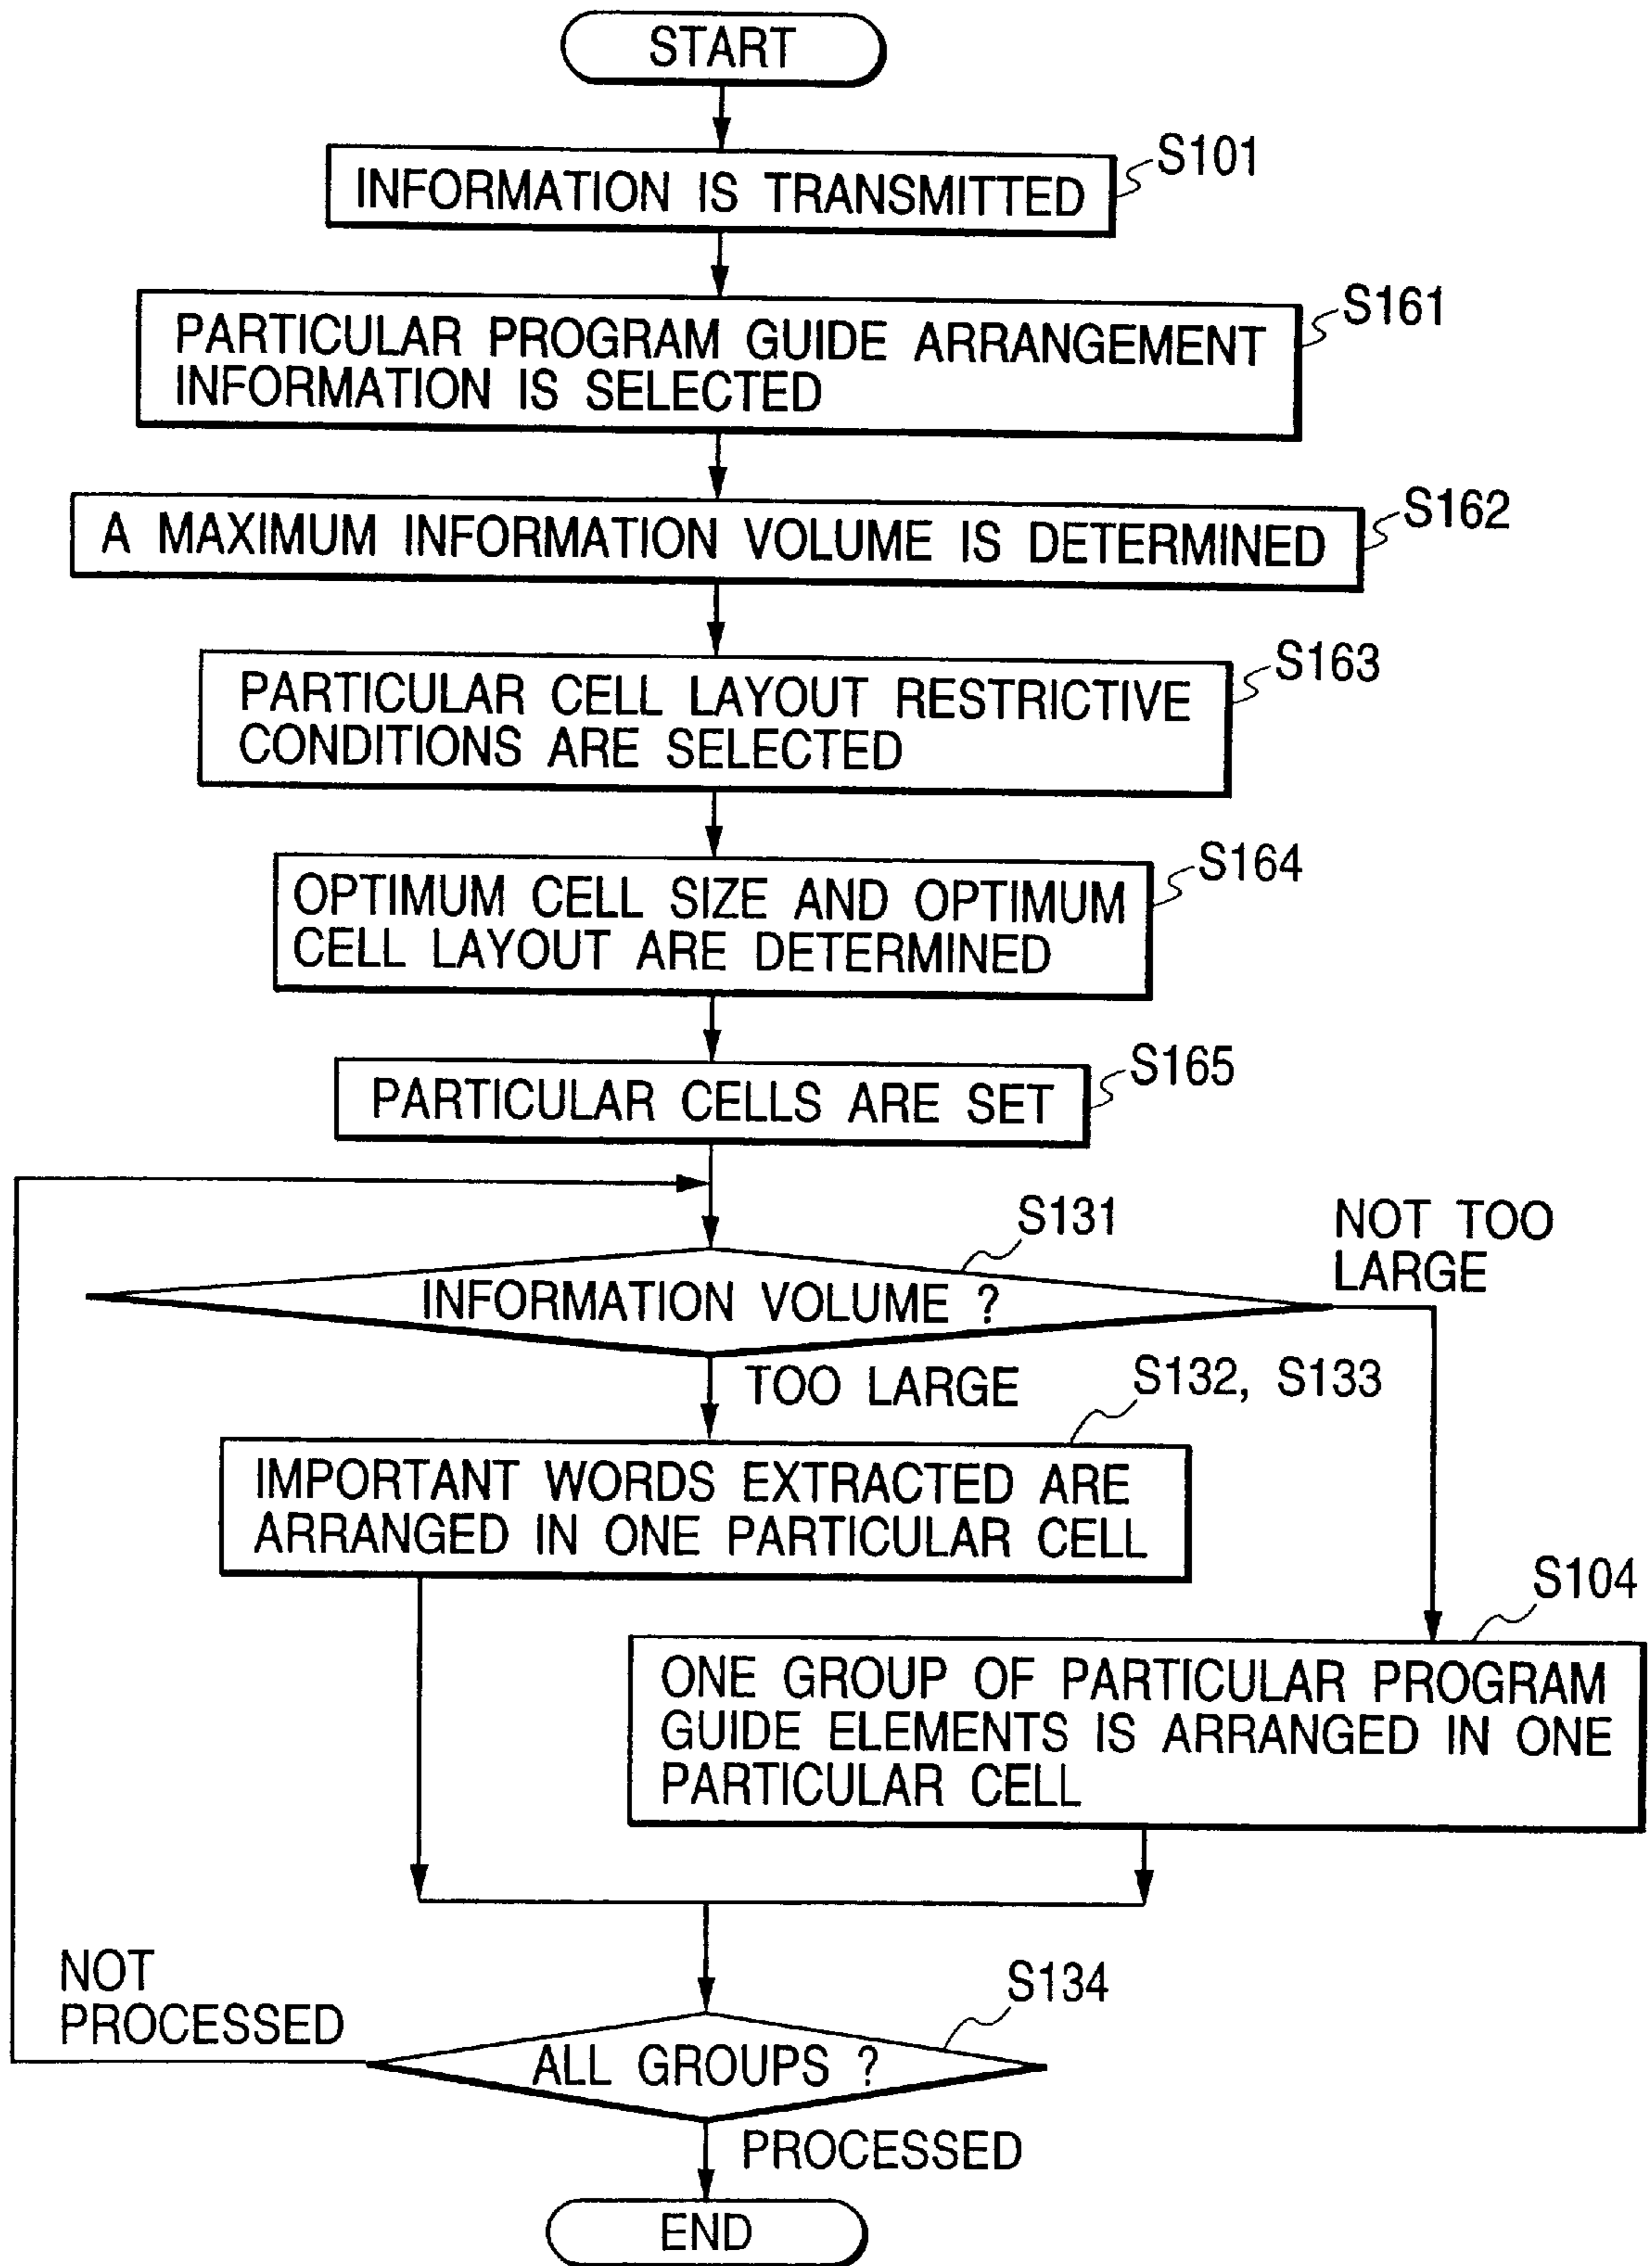 START
S101
INFORMATION IS TRANSMITTED
S161
PARTICULAR PROGRAM GUIDE ARRANGEMENT
INFORMATION IS SELECTED
S162
A MAXIMUM INFORMATION VOLUME IS DETERMINED
S163
PARTICULAR CELL LAYOUT RESTRICTIVE
CONDITIONS ARE SELECTED
S164
OPTIMUM CELL SIZE AND OPTIMUM
CELL LAYOUT ARE DETERMINED
S165
PARTICULAR CELLS ARE SET
S131
NOT TOO
LARGE
INFORMATION VOLUME ?
TOO LARGE
S132, S133
IMPORTANT WORDS EXTRACTED ARE
ARRANGED IN ONE PARTICULAR CELL
S104
ONE GROUP OF PARTICULAR PROGRAM
GUIDE ELEMENTS IS ARRANGED IN ONE
PARTICULAR CELL
NOT
PROCESSED
S134
ALL GROUPS ?
PROCESSED
END